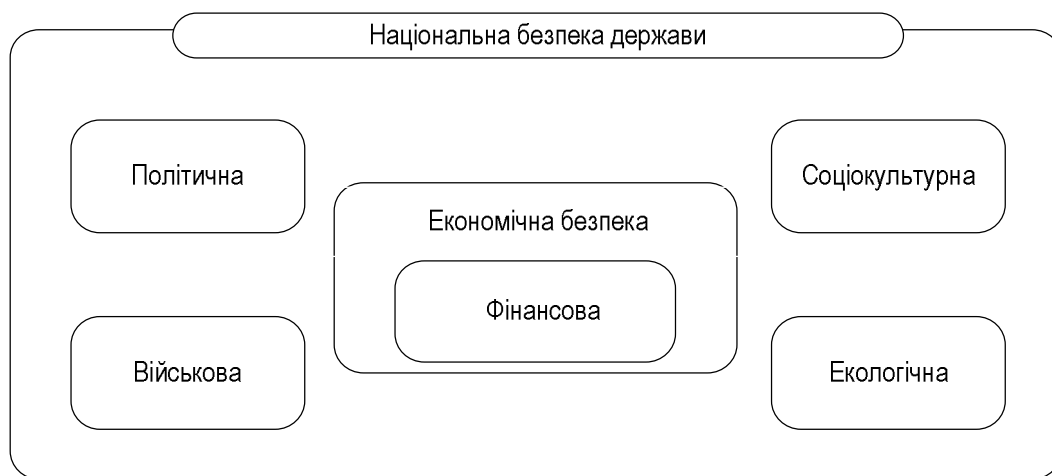 Національна безпека держави
Політична
Соціокультурна
Економічна безпека
Фінансова
Військова
Екологічна